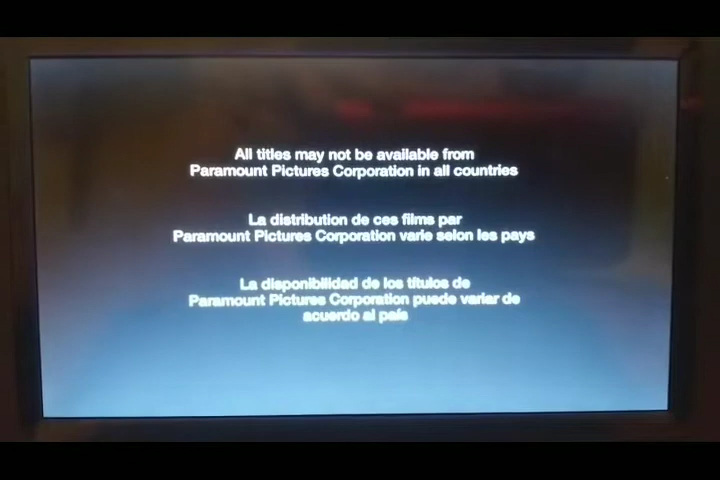 All titles may not be available from
Paramount Pictures Corporation in all countries
La distribution de ces films par
Paramount Pictures Corporation varie selon les pays
La disponibilidad de los títulos de
Paramount Pictures Corporation puede variar de
acuerdo al país